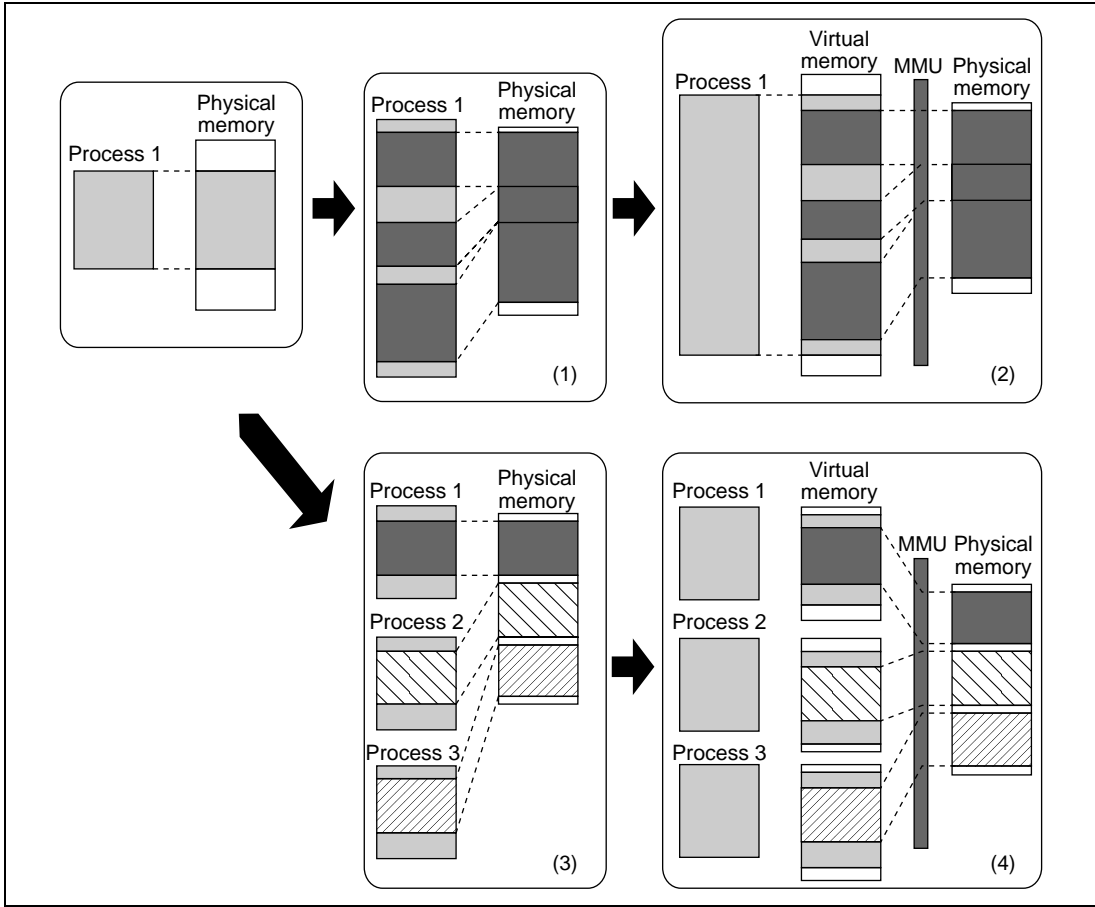 Process 1
Physical
memory
Process 1
Physical
memory
(1)
Process 1
Virtual
memory
MMU
Physical
memory
(2)
Process 1
Physical
memory
Process 2
Process 3
(3)
Process 1
Virtual
memory
MMU
Physical
memory
Process 2
Process 3
(4)